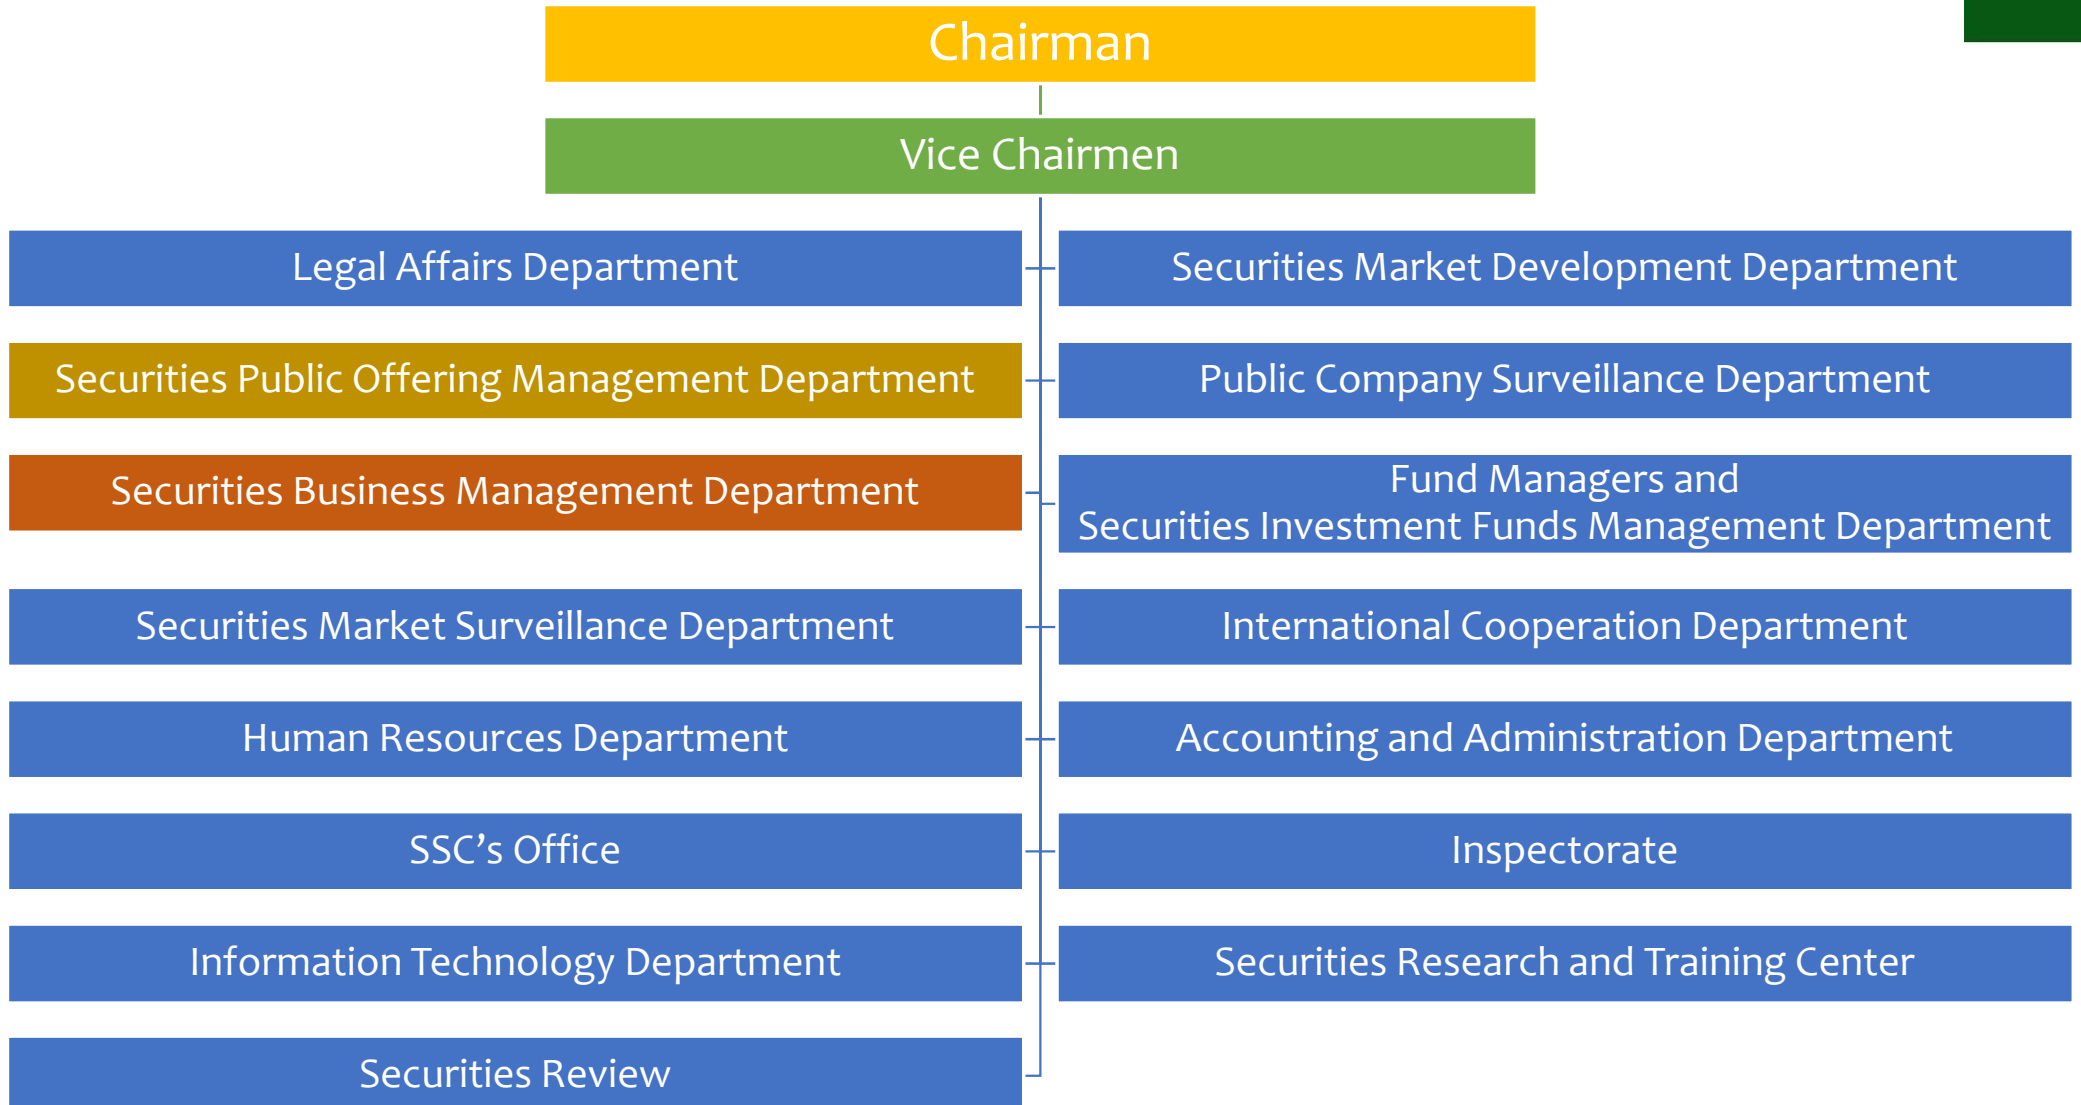 Chairman
Vice Chairmen
Legal Affairs Department
Securities Market Development Department
Securities Public Offering Management Department
Public Company Surveillance Department
Securities Business Management Department
Fund Managers and
Securities Investment Funds Management Department
Securities Market Surveillance Department
International Cooperation Department
Human Resources Department
Accounting and Administration Department
SSC’s Office
Inspectorate
Information Technology Department
Securities Research and Training Center
Securities Review